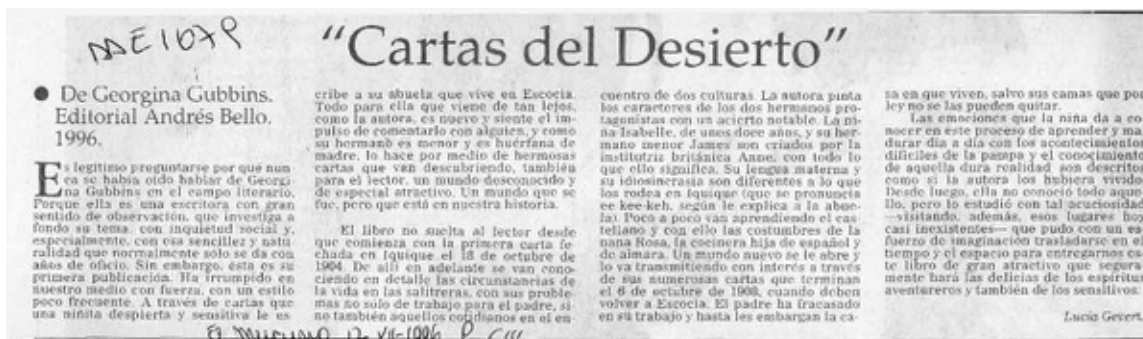 ME1679
"Cartas del Desierto"
● De Georgina Gubbins.
Editorial Andrés Bello.
1996.
Es legítimo preguntarse por qué nun
ca se había oído hablar de Georgi
na Gubbins en el campo literario.
Porque ella es una escritora con gran
sentido de observación, que investiga a
fondo su tema, con inquietud social y,
especialmente, con esa sencillez y natu
ralidad que normalmente sólo se da con
años de oficio. Sin embargo, ésta es su
primera publicación. Ha irrumpido en
nuestro medio con fuerza, con un estilo
poco frecuente. A través de cartas que
una niñita despierta y sensitiva le es
cribe a su abuela que vive en Escocia.
Todo para ella que viene de tan lejos,
como la autora, es nuevo y siente el im-
pulso de comentarlo con alguien, y como
su hermano es menor y es huérfana de
madre, lo hace por medio de hermosas
cartas que van descubriendo, también
para el lector, un mundo desconocido y
de especial atractivo. Un mundo que se
fue, pero que está en nuestra historia.
El libro no suelta al lector desde
que comienza con la primera carta fe-
chada en Iquique el 18 de octubre de
1904. De allí en adelante se van cono-
ciendo en detalle las circunstancias de
la vida en las salitreras, con sus proble-
mas no sólo de trabajo para el padre, si
no también aquellos cotidianos en el en-
cuentro de dos culturas. La autora pinta
los caracteres de los dos hermanos pro-
tagonistas con un acierto notable. La ni-
ña Isabelle, de unos doce años, y su her-
mano menor James son criados por la
institutriz británica Anne, con todo lo
que ello significa. Su lengua materna y
su idiosincrasia son diferentes a lo que
los rodea en Iquique (que se pronuncia
ee kee keh, según le explica a la abue-
la). Poco a poco van aprendiendo el cas-
tellano y con ello las costumbres de la
nana Rosa, la cocinera hija de español y
de aimara. Un mundo nuevo se le abre y
lo va transmitiendo con interés a través
de sus numerosas cartas que terminan
el 6 de octubre de 1908, cuando deben
volver a Escocia. El padre ha fracasado
en su trabajo y hasta les embargan la ca-
sa en que viven, salvo sus camas que por
ley no se las pueden quitar.
Las emociones que la niña da a co
nocer en este proceso de aprender y ma
durar día a día con los acontecimientos
difíciles de la pampa y el conocimiento
de aquella dura realidad, son descritos
como si la autora los hubiera vivido
Desde luego, ella no conoció todo aque
llo, pero lo estudió con tal acuciosidad
—visitando, además, esos lugares hoy
casi inexistentes— que pudo con un es
fuerzo de imaginación trasladarse en el
tiempo y el espacio para entregarnos es
te libro de gran atractivo que segura
mente hará las delicias de los espíritus
aventureros y también de los sensitivos.
Lucía Gevert.
El Mercurio 12-VII-1996 P. CIII